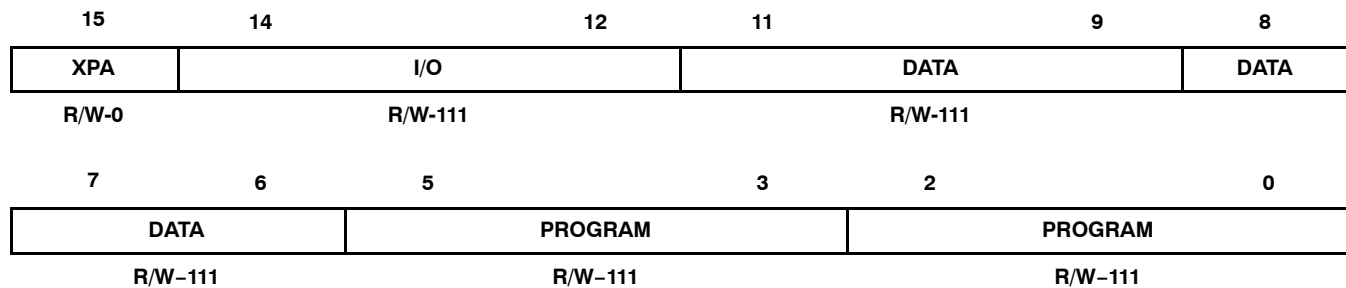 15 14 12 11 9 8
XPA I/O DATA DATA
R/W-0 R/W-111 R/W-111
7 6 5 3 2 0
DATA PROGRAM PROGRAM
R/W−111 R/W−111 R/W−111